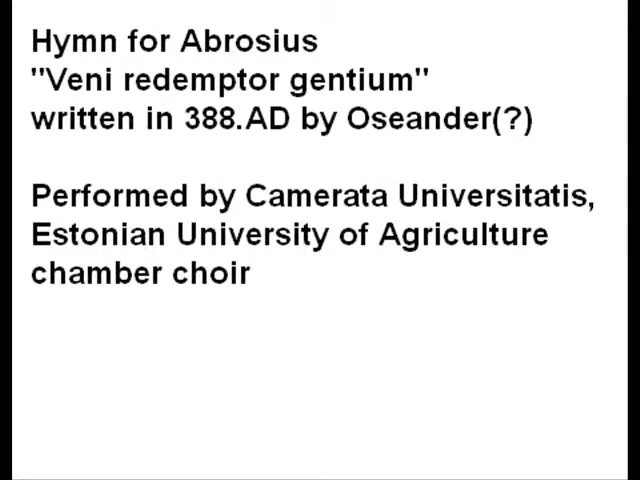 Hymn for Abrosius
"Veni redemptor gentium"
written in 388.AD by Oseander(?)
Performed by Camerata Universitatis,
Estonian University of Agriculture
chamber choir